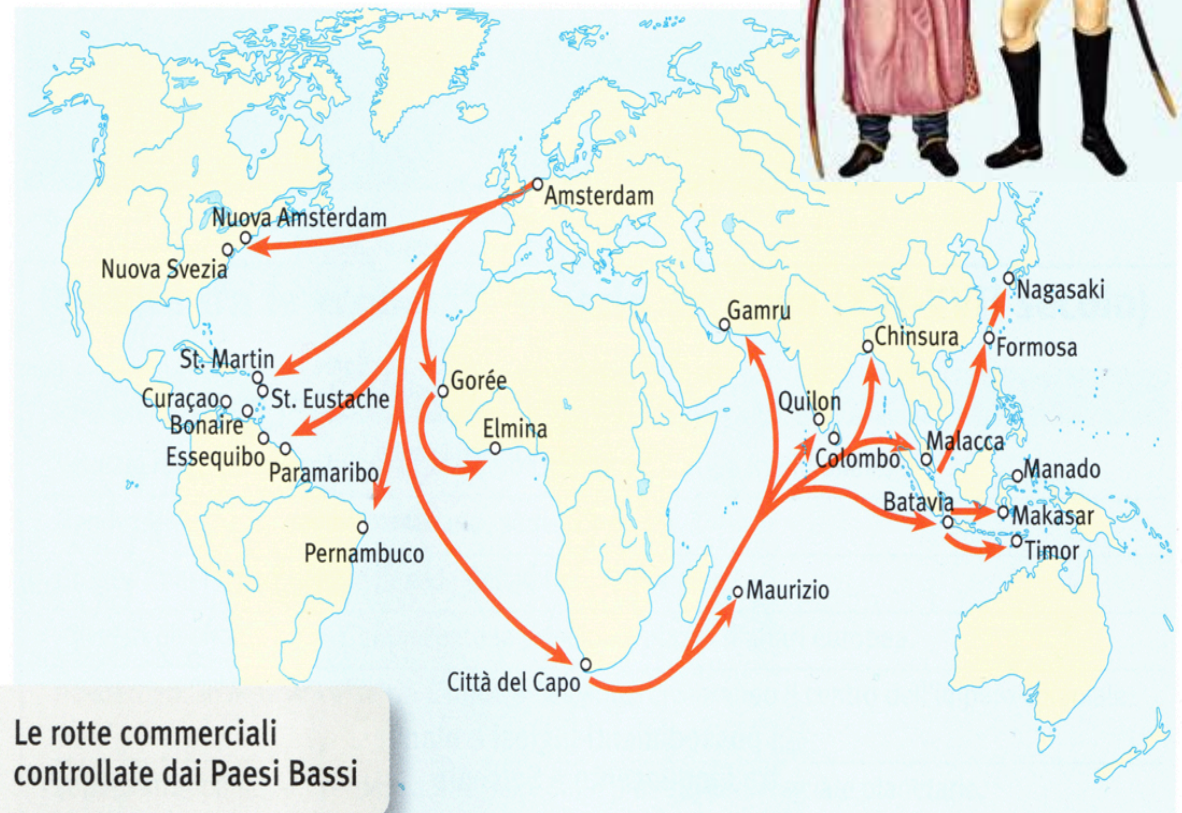 Amsterdam
Nuova Amsterdam
Nuova Svezia
Nagasaki
Gamru
Chinsura
Formosa
St. Martin
Gorée
Curaçao
St. Eustache
Quilon
Bonaire
Elmina
Essequibo
Colombo
Malacca
Paramaribo
Manado
Batavia
Makasar
Pernambuco
Timor
Maurizio
Città del Capo
Le rotte commerciali
controllate dai Paesi Bassi